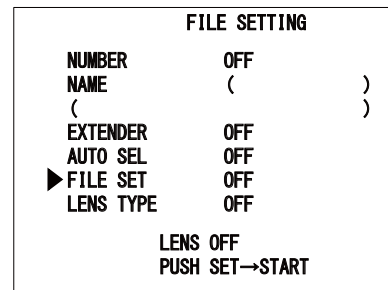 FILE SETTING
NUMBER OFF
NAME ( )
( )
EXTENDER OFF
AUTO SEL OFF
▶FILE SET OFF
LENS TYPE OFF
LENS OFF
PUSH SET→START